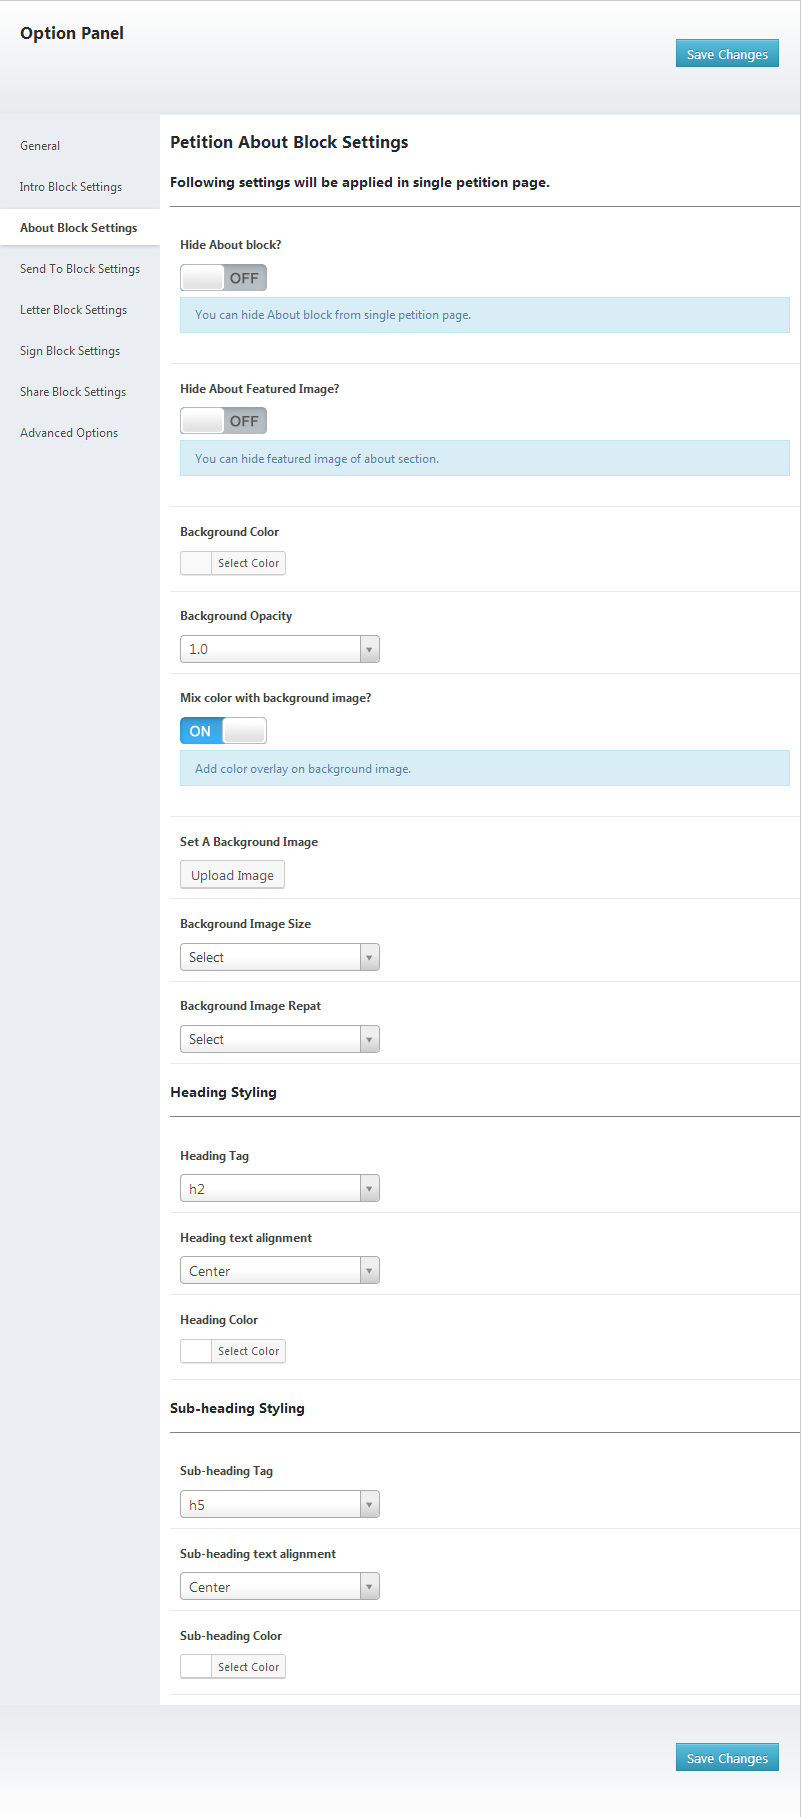 Option Panel
Save Changes
General
Intro Block Settings
About Block Settings
Send To Block Settings
Letter Block Settings
Sign Block Settings
Share Block Settings
Advanced Options
Petition About Block Settings
Following settings will be applied in single petition page.
Hide About block?
OFF
You can hide About block from single petition page.
Hide About Featured Image?
OFF
You can hide featured image of about section.
Background Color
Select Color
Background Opacity
1.0
Mix color with background image?
ON
Add color overlay on background image.
Set A Background Image
Upload Image
Background Image Size
Select
Background Image Repat
Select
Heading Styling
Heading Tag
h2
Heading text alignment
Center
Heading Color
Select Color
Sub-heading Styling
Sub-heading Tag
h5
Sub-heading text alignment
Center
Sub-heading Color
Select Color
Save Changes